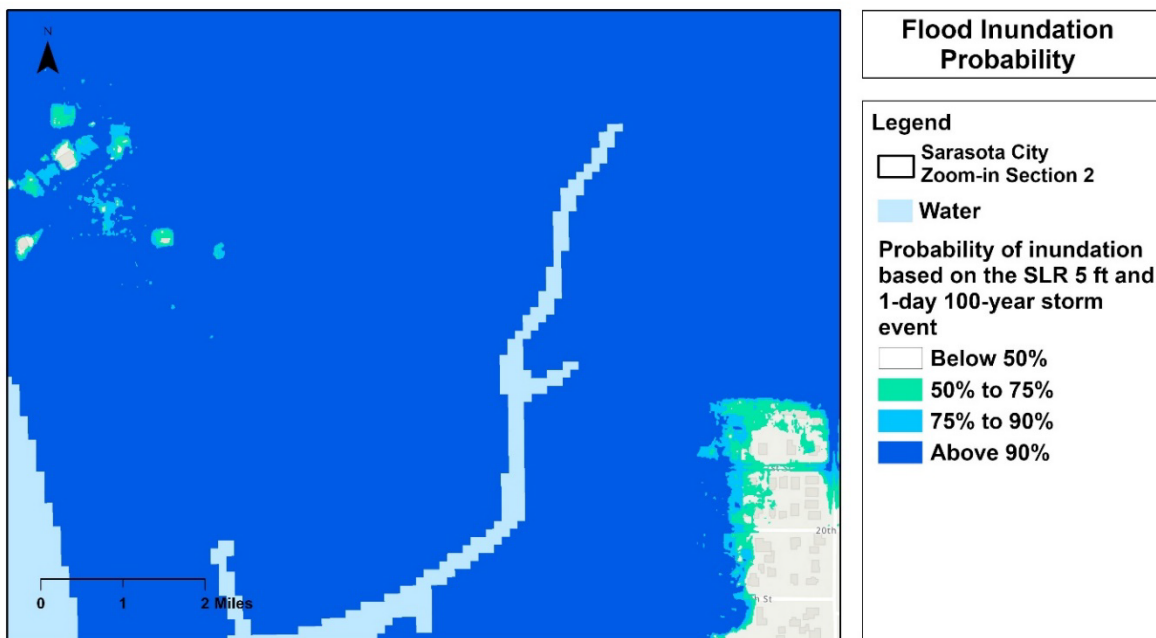 N
Flood Inundation
Probability
Legend
Sarasota City
Zoom-in Section 2
Water
Probability of inundation
based on the SLR 5 ft and
1-day 100-year storm
event
Below 50%
50% to 75%
75% to 90%
Above 90%
20th
St
0 1 2 Miles